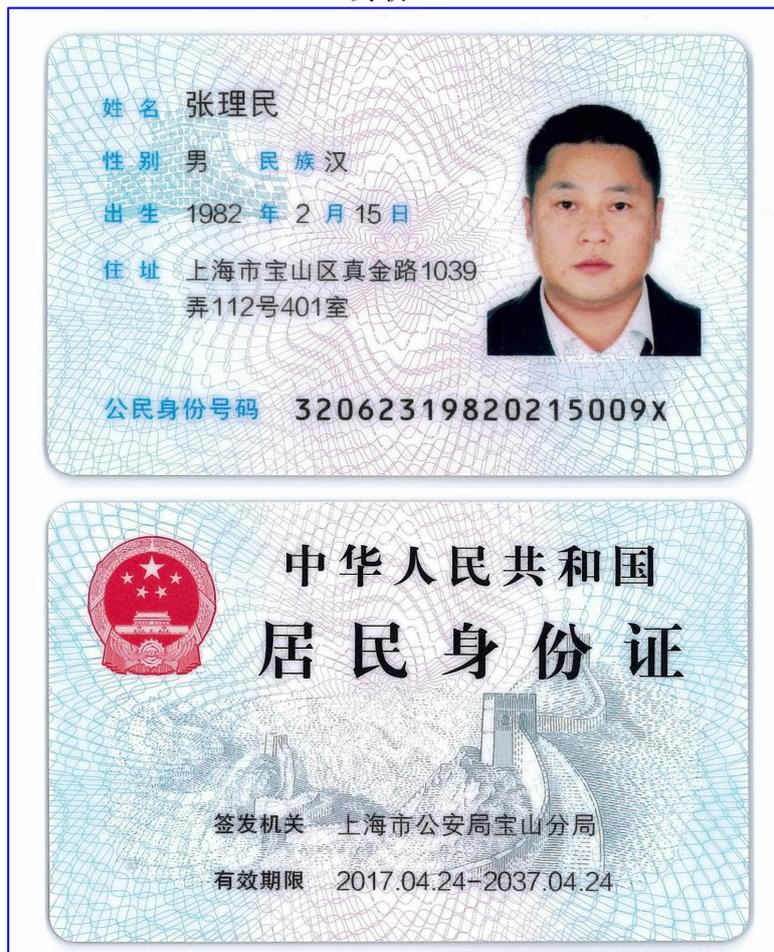 姓名 张理民
性别 男 民族 汉
出生 1982 年 2 月 15 日
住址 上海市宝山区真金路1039
弄112号401室
公民身份号码 32062319820215009X
中华人民共和国
居民身份证
签发机关 上海市公安局宝山分局
有效期限 2017.04.24-2037.04.24